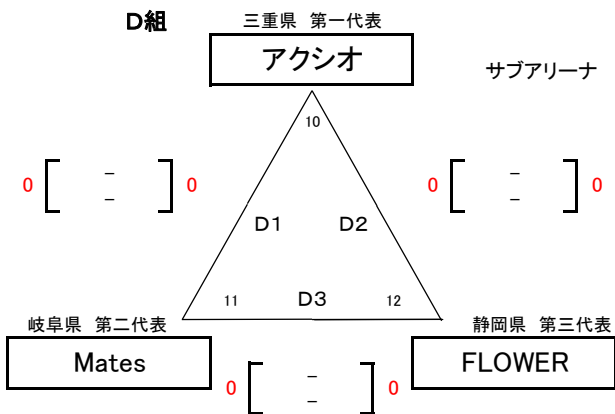 D組
三重県 第一代表
アクシオ
サブアリーナ
10
0 [ - ] 0
-
0 [ - ] 0
-
D1
D2
11
D3
12
岐阜県 第二代表
静岡県 第三代表
Mates
FLOWER
0 [ - ] 0
-